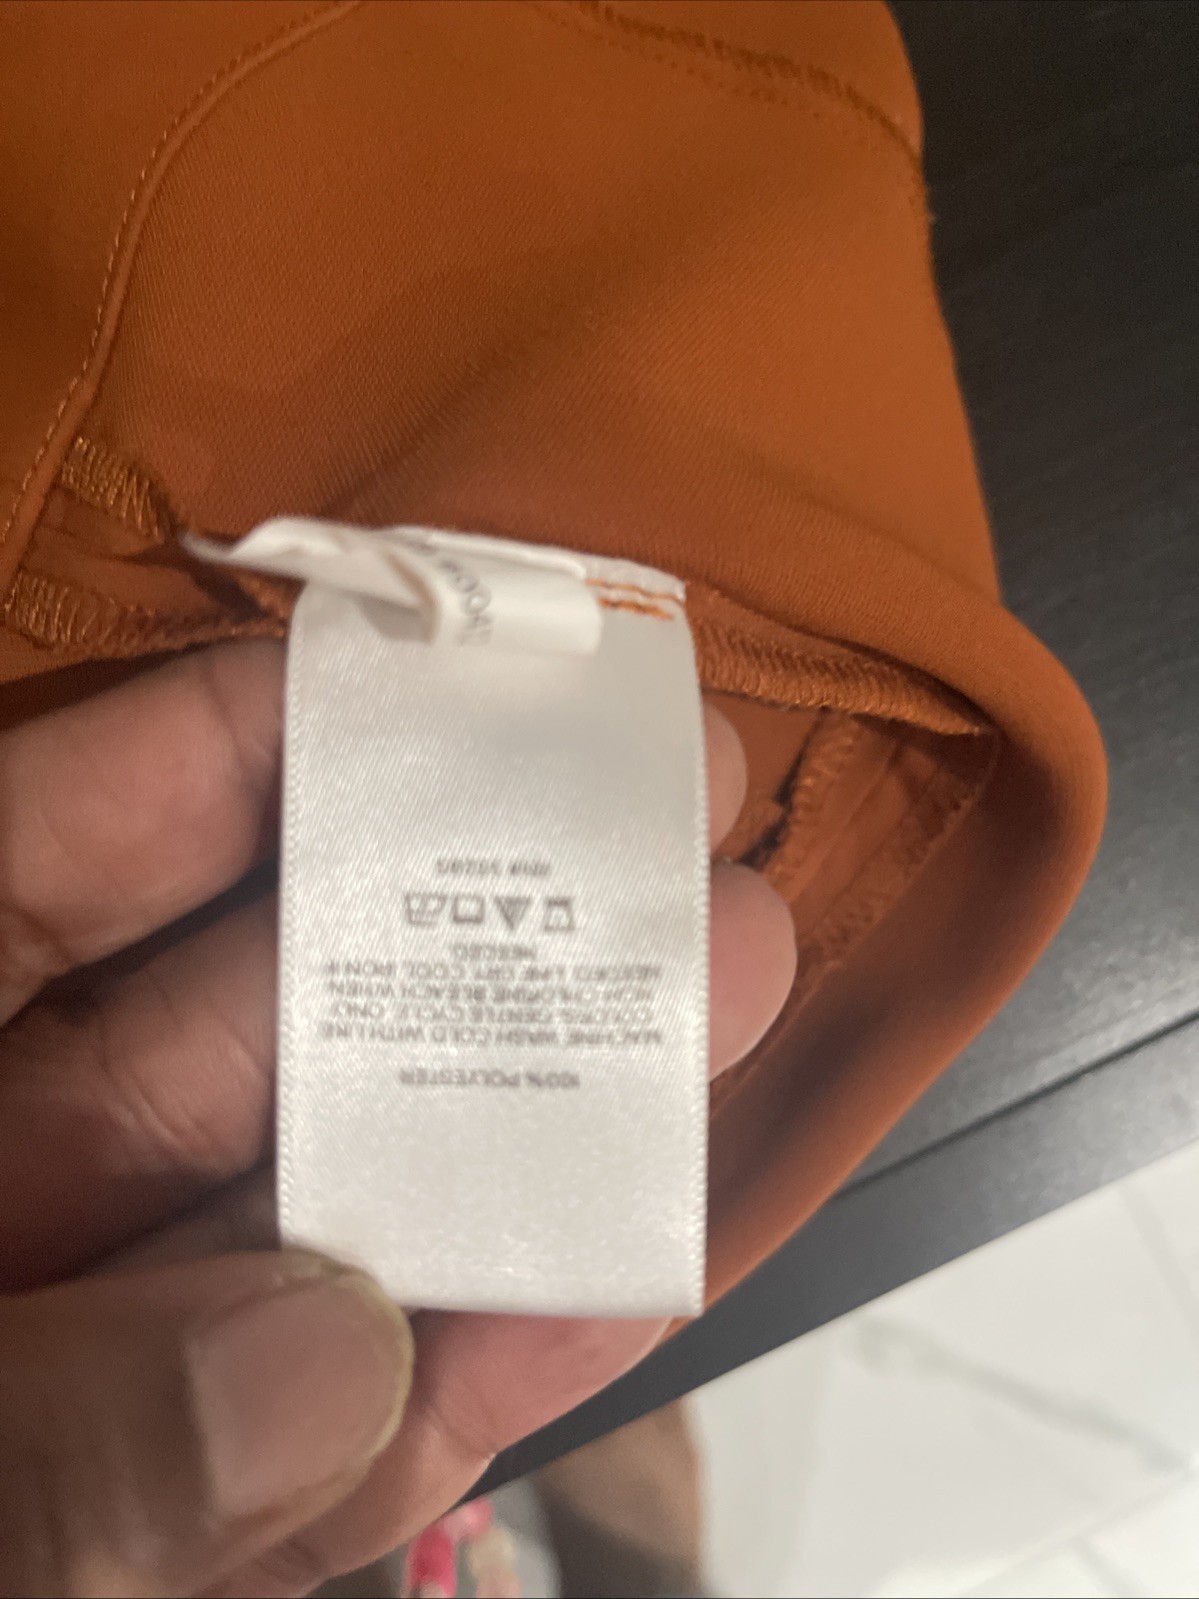 100% POLYESTER
MACHINE WASH COLD WITH LIKE
COLORS. GENTLE CYCLE. ONLY
NON CHLORINE BLEACH WHEN
NEEDED. LINE DRY. COOL IRON IF
NEEDED.